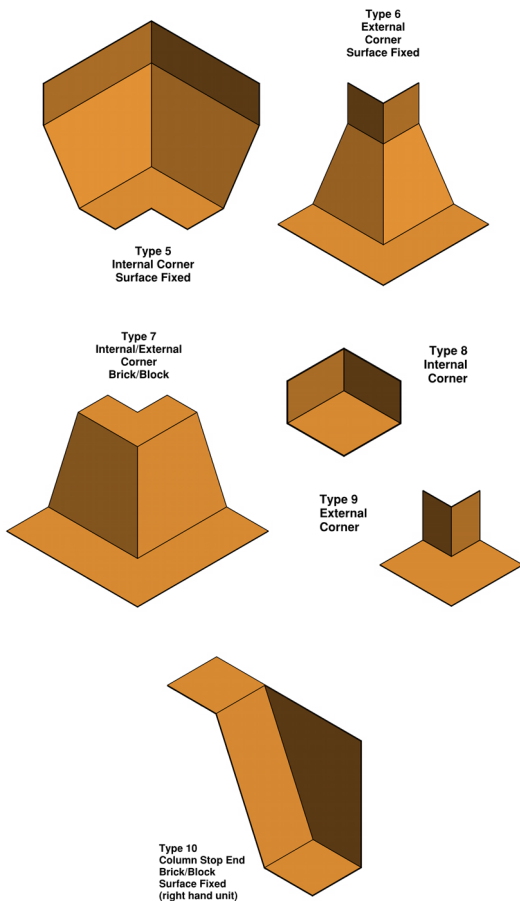 Type 6
External
Corner
Surface Fixed
Type 5
Internal Corner
Surface Fixed
Type 7
Internal/External
Corner
Brick/Block
Type 8
Internal
Corner
Type 9
External
Corner
Type 10
Column Stop End
Brick/Block
Surface Fixed
(right hand unit)